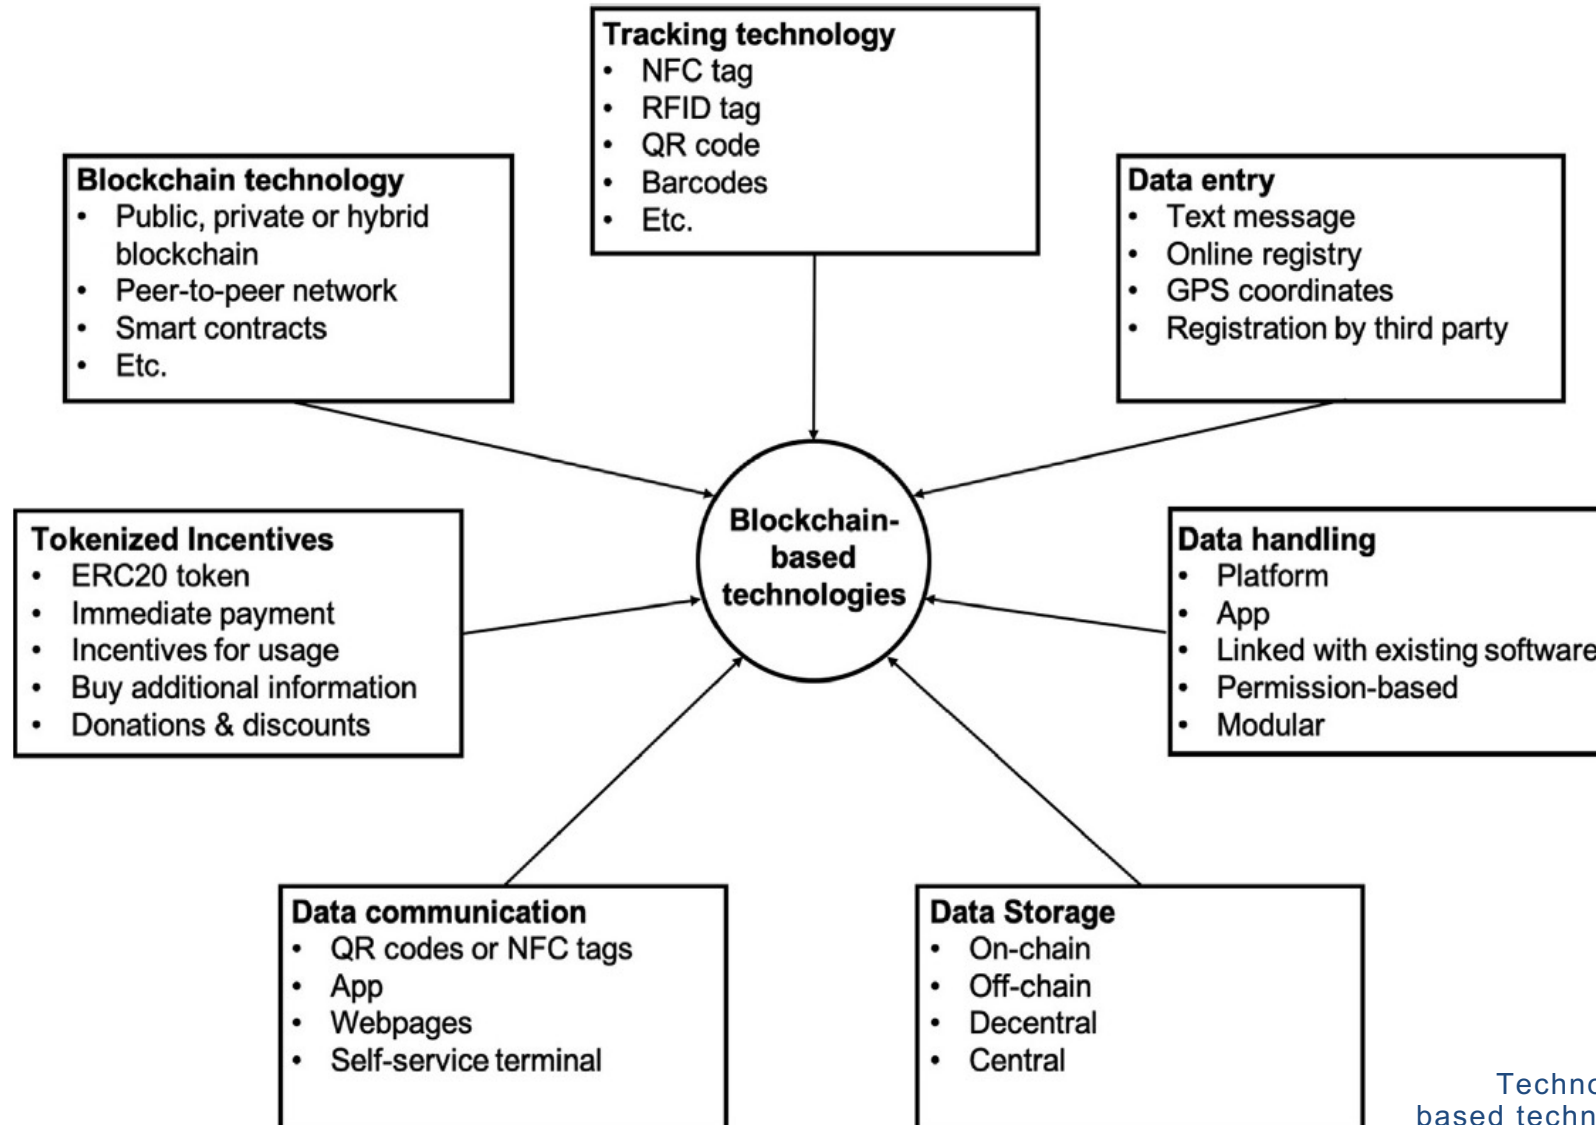 Tracking technology
• NFC tag
• RFID tag
• QR code
• Barcodes
• Etc.
Blockchain technology
• Public, private or hybrid
blockchain
• Peer-to-peer network
• Smart contracts
• Etc.
Data entry
• Text message
• Online registry
• GPS coordinates
• Registration by third party
Blockchain-
based
technologies
Tokenized Incentives
• ERC20 token
• Immediate payment
• Incentives for usage
• Buy additional information
• Donations & discounts
Data handling
• Platform
• App
• Linked with existing software
• Permission-based
• Modular
Data communication
• QR codes or NFC tags
• App
• Webpages
• Self-service terminal
Data Storage
• On-chain
• Off-chain
• Decentral
• Central
based